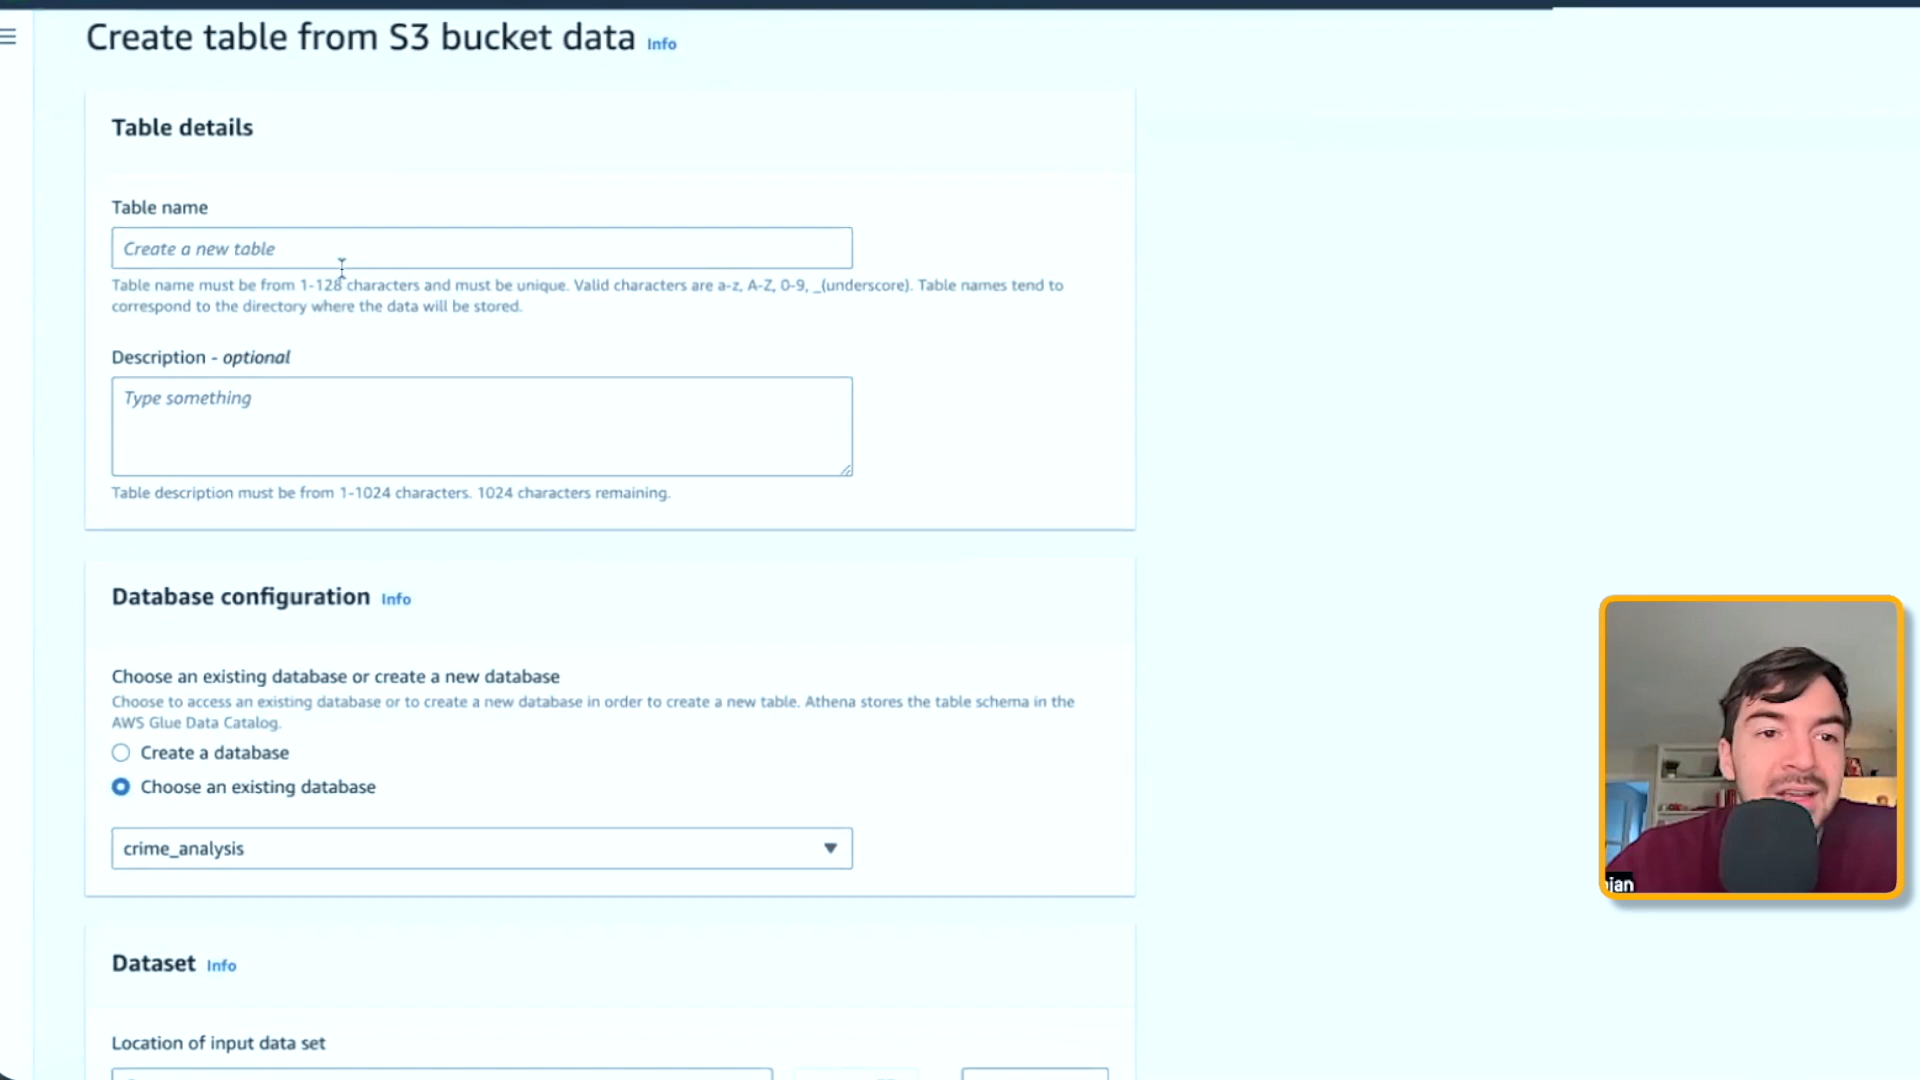 Create table from S3 bucket data Info
Table details
Table name
Create a new table
Table name must be from 1-128 characters and must be unique. Valid characters are a-z, A-Z, 0-9, _(underscore). Table names tend to
correspond to the directory where the data will be stored.
Description - optional
Type something
Table description must be from 1-1024 characters. 1024 characters remaining.
Database configuration Info
Choose an existing database or create a new database
Choose to access an existing database or to create a new database in order to create a new table. Athena stores the table schema in the
AWS Glue Data Catalog.
Create a database
Choose an existing database
crime_analysis
Dataset Info
Location of input data set